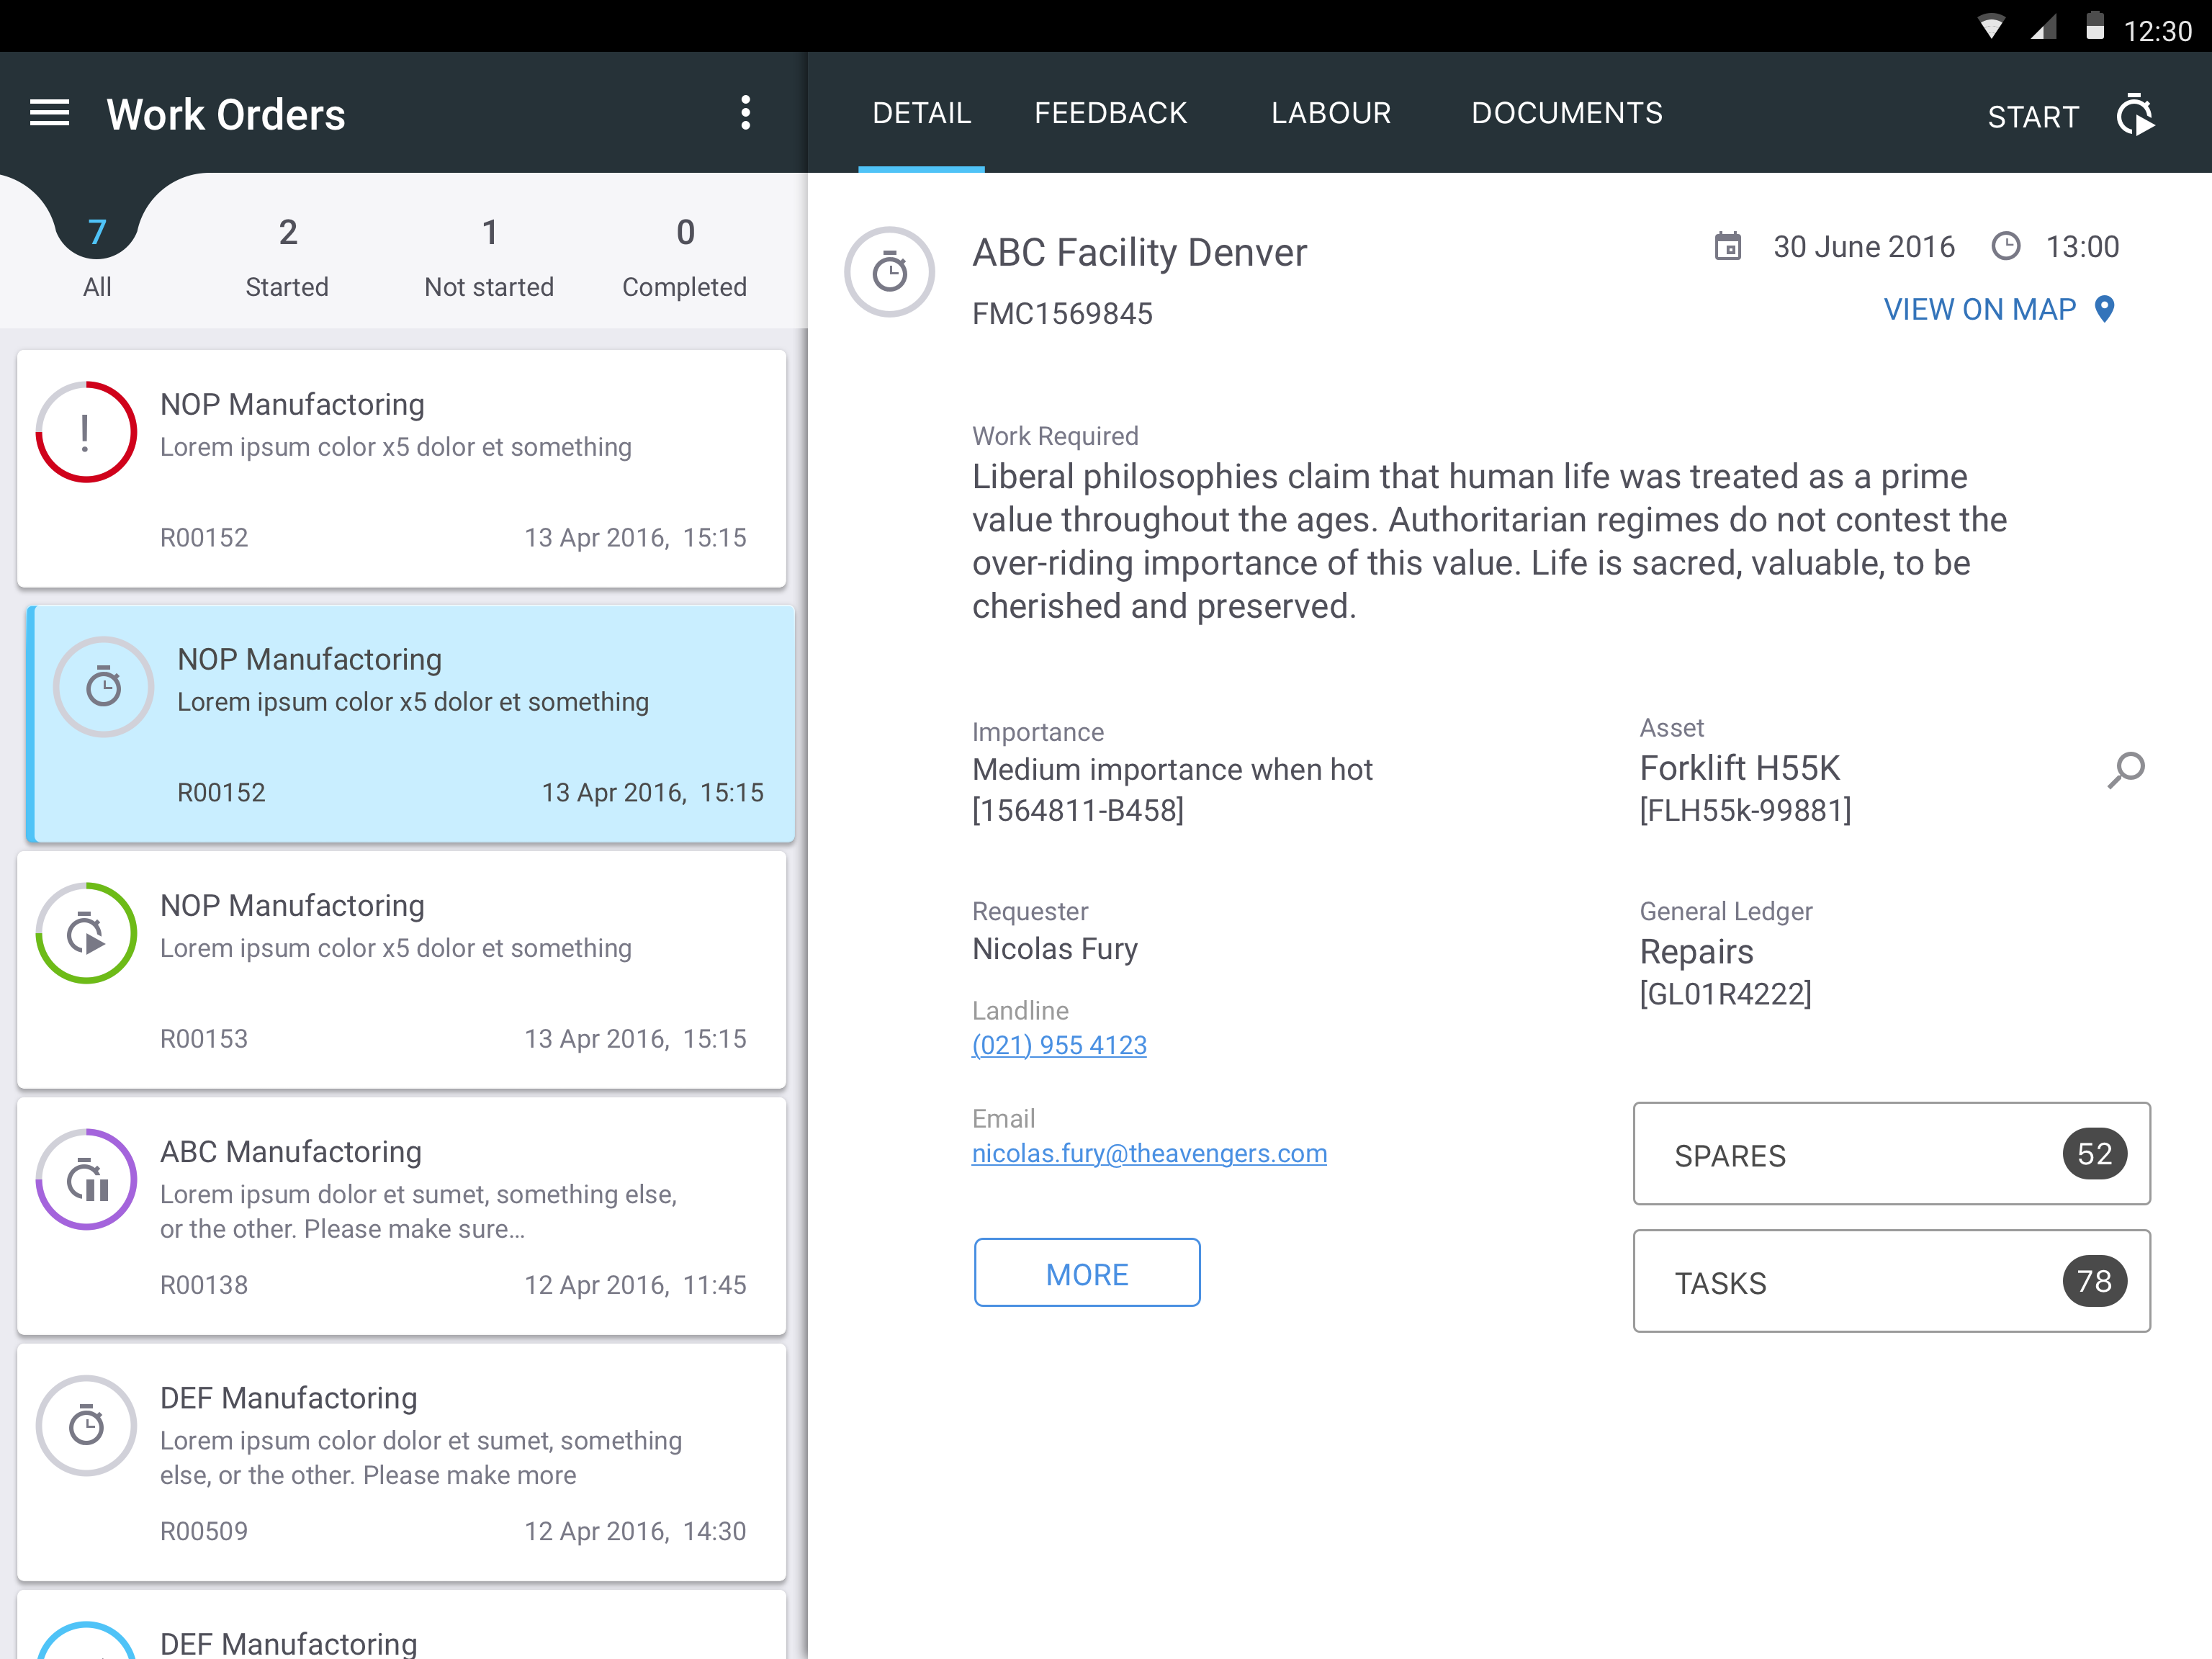 12:30
Work Orders
DETAIL FEEDBACK LABOUR DOCUMENTS START
7 2 1 0
All Started Not started Completed
NOP Manufactoring
Lorem ipsum color x5 dolor et something
R00152 13 Apr 2016, 15:15
NOP Manufactoring
Lorem ipsum color x5 dolor et something
R00152 13 Apr 2016, 15:15
NOP Manufactoring
Lorem ipsum color x5 dolor et something
R00153 13 Apr 2016, 15:15
ABC Manufactoring
Lorem ipsum dolor et sumet, something else,
or the other. Please make sure…
R00138 12 Apr 2016, 11:45
DEF Manufactoring
Lorem ipsum color dolor et sumet, something
else, or the other. Please make more
R00509 12 Apr 2016, 14:30
DEF Manufactoring
ABC Facility Denver
30 June 2016 13:00
FMC1569845
VIEW ON MAP
Work Required
Liberal philosophies claim that human life was treated as a prime
value throughout the ages. Authoritarian regimes do not contest the
over-riding importance of this value. Life is sacred, valuable, to be
cherished and preserved.
Importance
Medium importance when hot
[1564811-B458]
Asset
Forklift H55K
[FLH55k-99881]
Requester
Nicolas Fury
Landline
(021) 955 4123
Email
nicolas.fury@theavengers.com
General Ledger
Repairs
[GL01R4222]
MORE
SPARES 52
TASKS 78